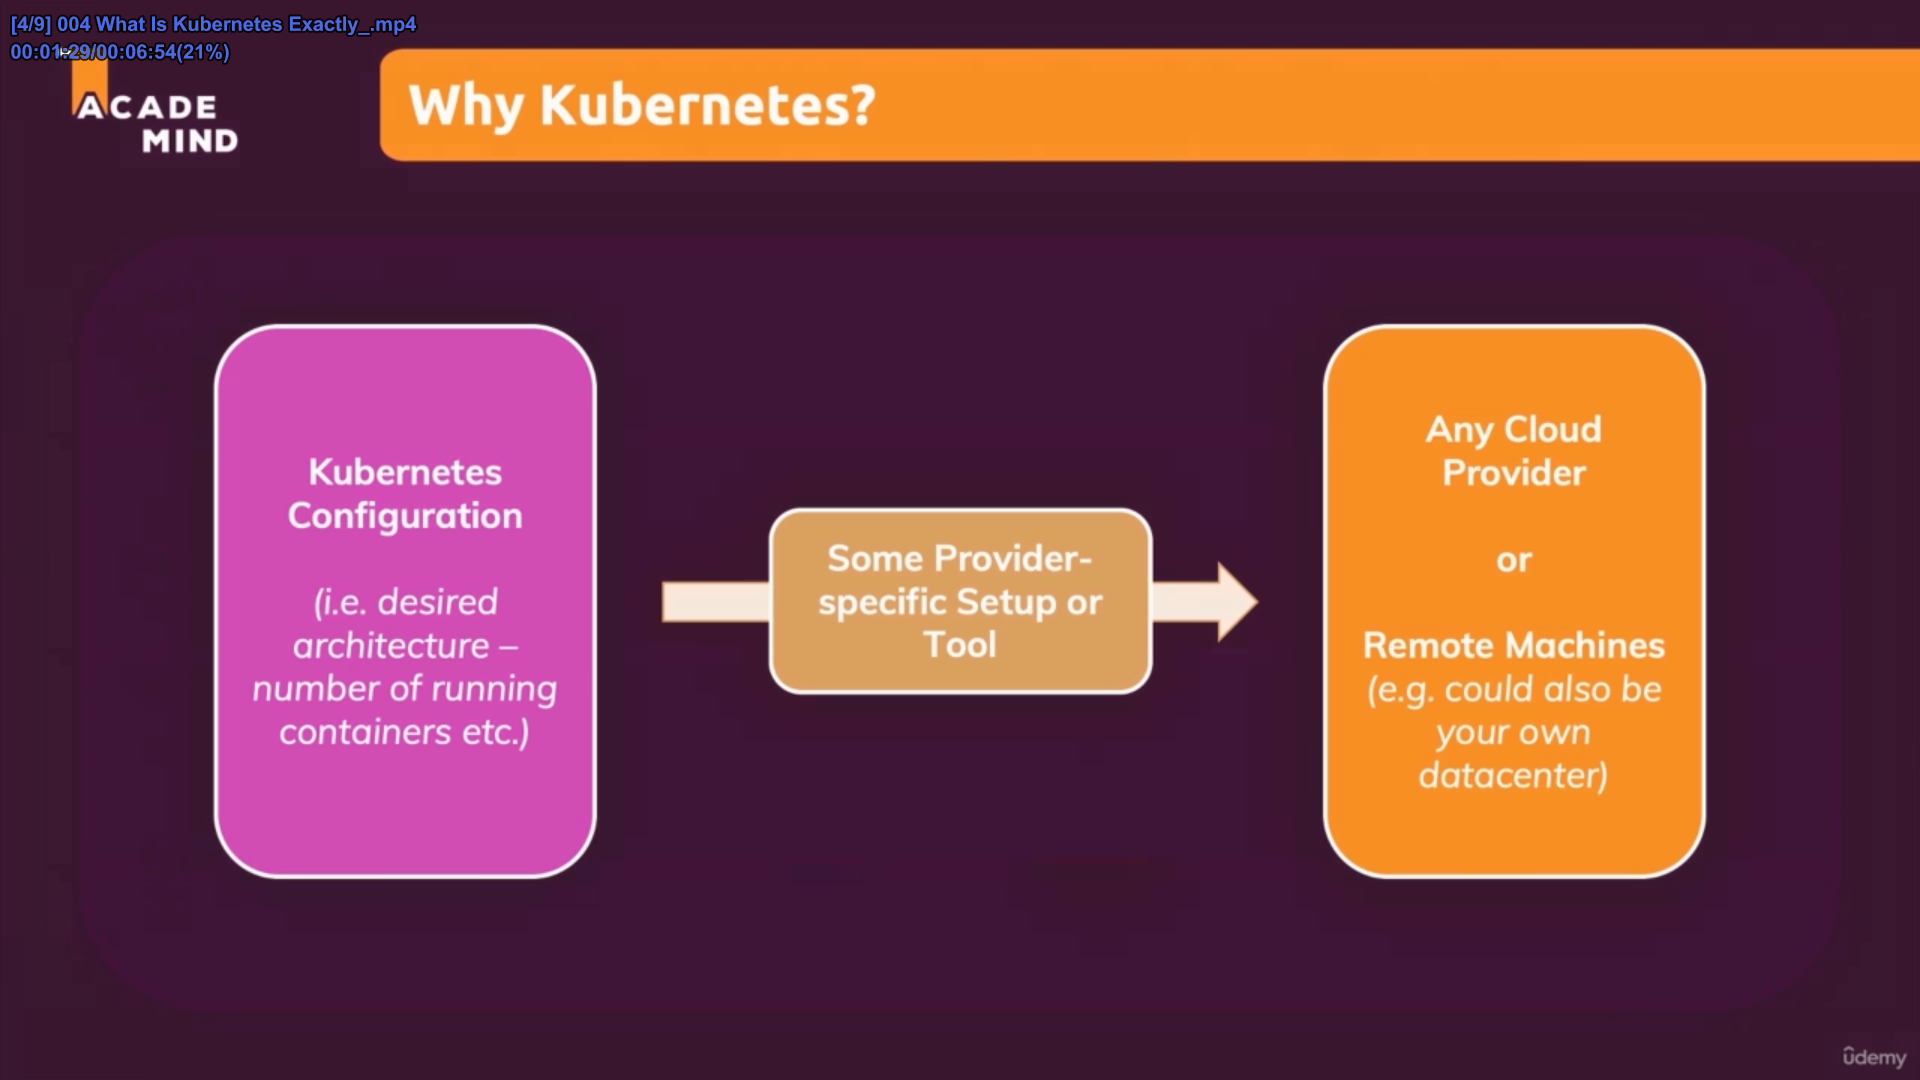 [4/9] 004 What Is Kubernetes Exactly_.mp4
00:01:29/00:06:54(21%)
ACADE
MIND
Why Kubernetes?
Kubernetes
Configuration
(i.e. desired
architecture –
number of running
containers etc.)
Some Provider-
specific Setup or
Tool
Any Cloud
Provider
or
Remote Machines
(e.g. could also be
your own
datacenter)
ûdemy